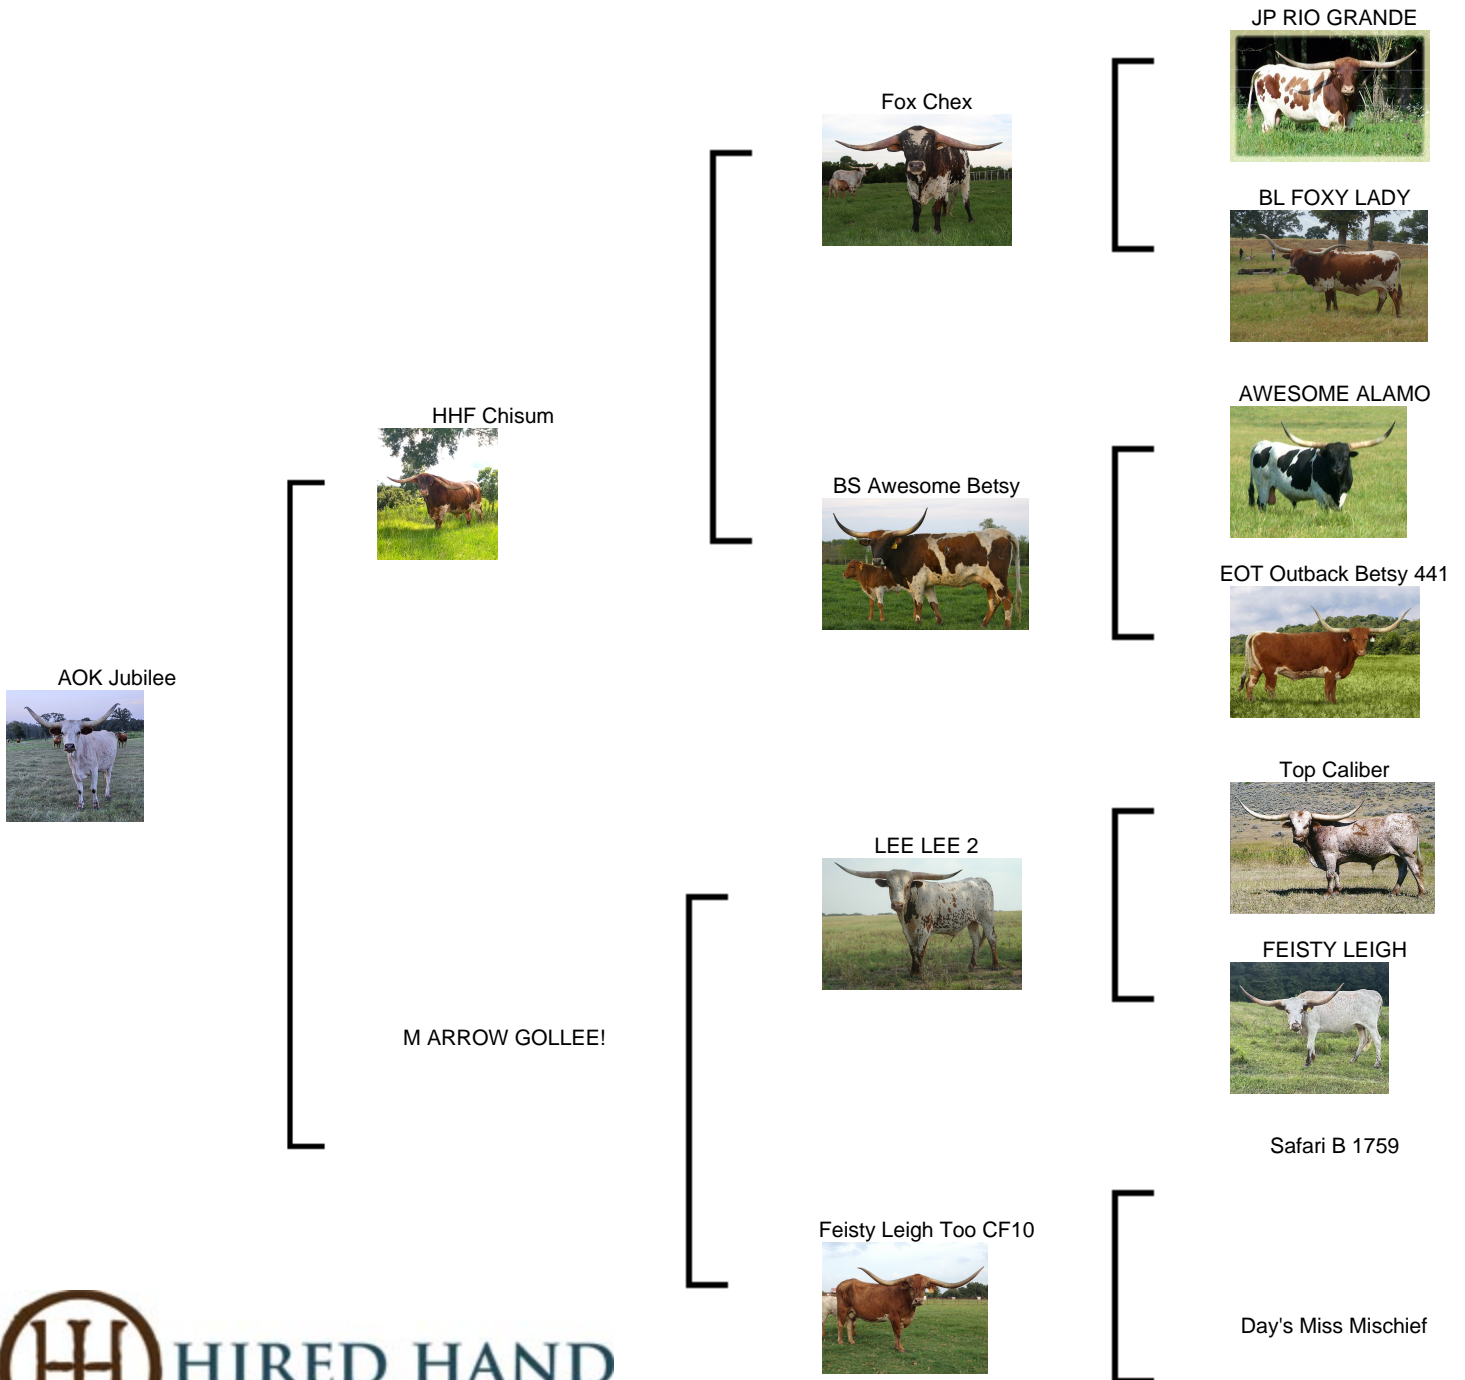 JP RIO GRANDE
Fox Chex
BL FOXY LADY
AWESOME ALAMO
HHF Chisum
BS Awesome Betsy
EOT Outback Betsy 441
AOK Jubilee
Top Caliber
LEE LEE 2
FEISTY LEIGH
M ARROW GOLLEE!
Safari B 1759
Feisty Leigh Too CF10
Day's Miss Mischief
HIRED HAND